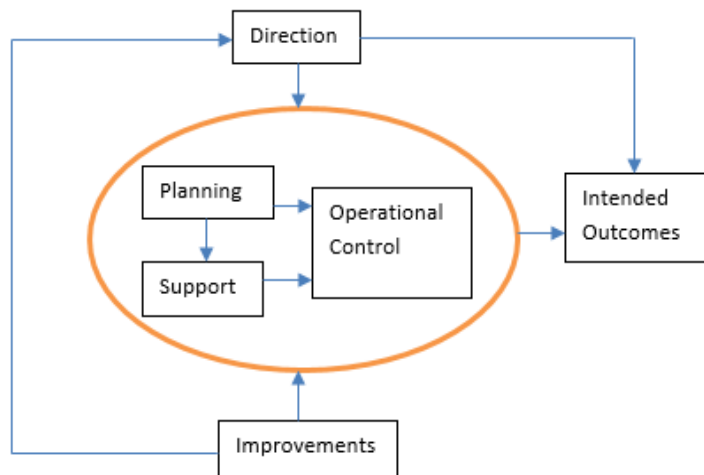 Direction
Planning
Operational
Control
Support
Intended
Outcomes
Improvements